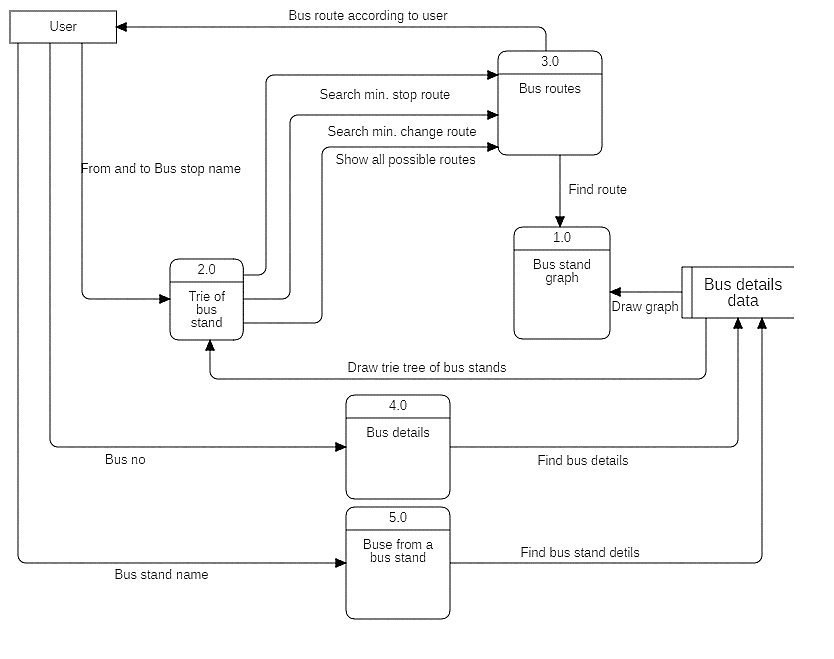 Bus route according to user
User
3.0
Bus routes
Search min. stop route
Search min. change route
Show all possible routes
From and to Bus stop name
Find route
1.0
Bus stand
graph
2.0
Trie of
bus
stand
Bus details
data
Draw graph
Draw trie tree of bus stands
4.0
Bus details
Bus no
Find bus details
5.0
Buse from a
bus stand
Find bus stand detils
Bus stand name